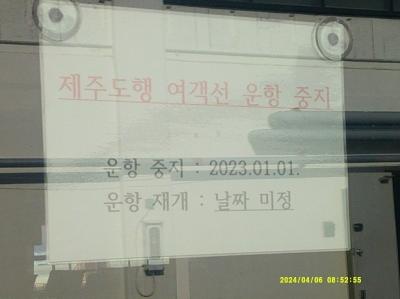 제주도행 여객선 운항 중지
운항 중지 : 2023.01.01.
운항 재개 : 날짜 미정
2024/04/06 08:52:55